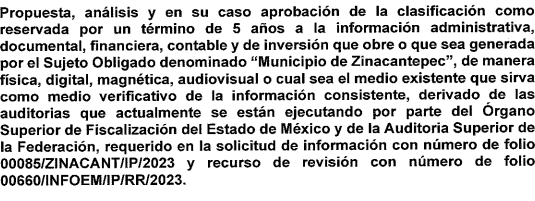 Propuesta, análisis y en su caso aprobación de la clasificación como
reservada por un término de 5 años a la información administrativa,
documental, financiera, contable y de inversión que obre o que sea generada
por el Sujeto Obligado denominado “Municipio de Zinacantepec”, de manera
física, digital, magnética, audiovisual o cual sea el medio existente que sirva
como medio verificativo de la información consistente, derivado de las
auditorias que actualmente se están ejecutando por parte del Órgano
Superior de Fiscalización del Estado de México y de la Auditoria Superior de
la Federación, requerido en la solicitud de información con número de folio
00085/ZINACANT/IP/2023 y recurso de revisión con número de folio
00660/INFOEM/IP/RR/2023.